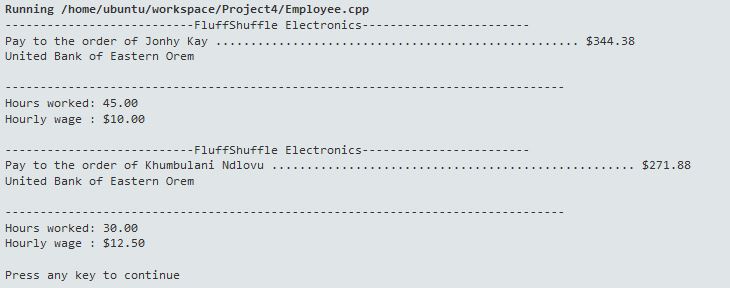 Running /home/ubuntu/workspace/Project4/Employee.cpp
---------------------------FluffShuffle Electronics------------------------
Pay to the order of Jonhy Kay .................................................... $344.38
United Bank of Eastern Orem
--------------------------------------------------------------------------------
Hours worked: 45.00
Hourly wage : $10.00
---------------------------FluffShuffle Electronics------------------------
Pay to the order of Khumbulani Ndlovu .................................................... $271.88
United Bank of Eastern Orem
--------------------------------------------------------------------------------
Hours worked: 30.00
Hourly wage : $12.50
Press any key to continue